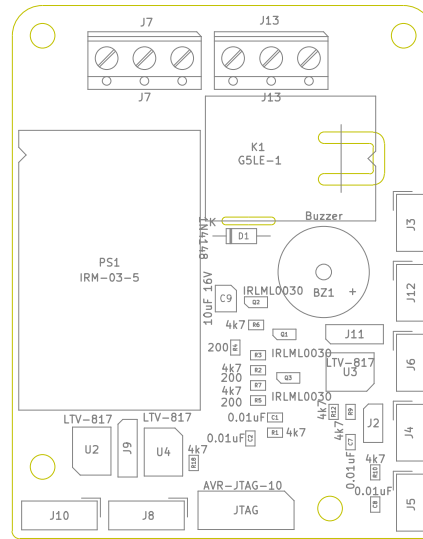 J7
J13
J7
J13
K1
G5LE-1
K
1N4148
D1
Buzzer
BZ1
+
J3
J12
PS1
IRM-03-5
10uF 16V
C9
IRLML0030
Q2
4k7
R6
Q1
J11
200
R4
R3
IRLML0030
LTV-817
U3
J6
4k7
R2
200
R7
Q3
4k7
200
R5
IRLML0030
LTV-817
U2
J9
LTV-817
U4
0.01uF
C1
4k7
R12
R9
J2
J4
0.01uF
C2
R1
4k7
4k7
C7
0.01uF
4k7
R18
4k7
R10
0.01uF
C8
J5
AVR-JTAG-10
JTAG
J10
J8